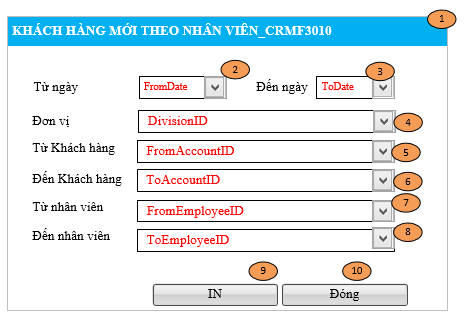 1
KHÁCH HÀNG MỚI THEO NHÂN VIÊN_CRMF3010
2
3
Từ ngày FromDate Đến ngày ToDate
Đơn vị DivisionID 4
Từ Khách hàng FromAccountID 5
Đến Khách hàng ToAccountID 6
Từ nhân viên FromEmployeeID 7
Đến nhân viên ToEmployeeID 8
9 10
IN Đóng